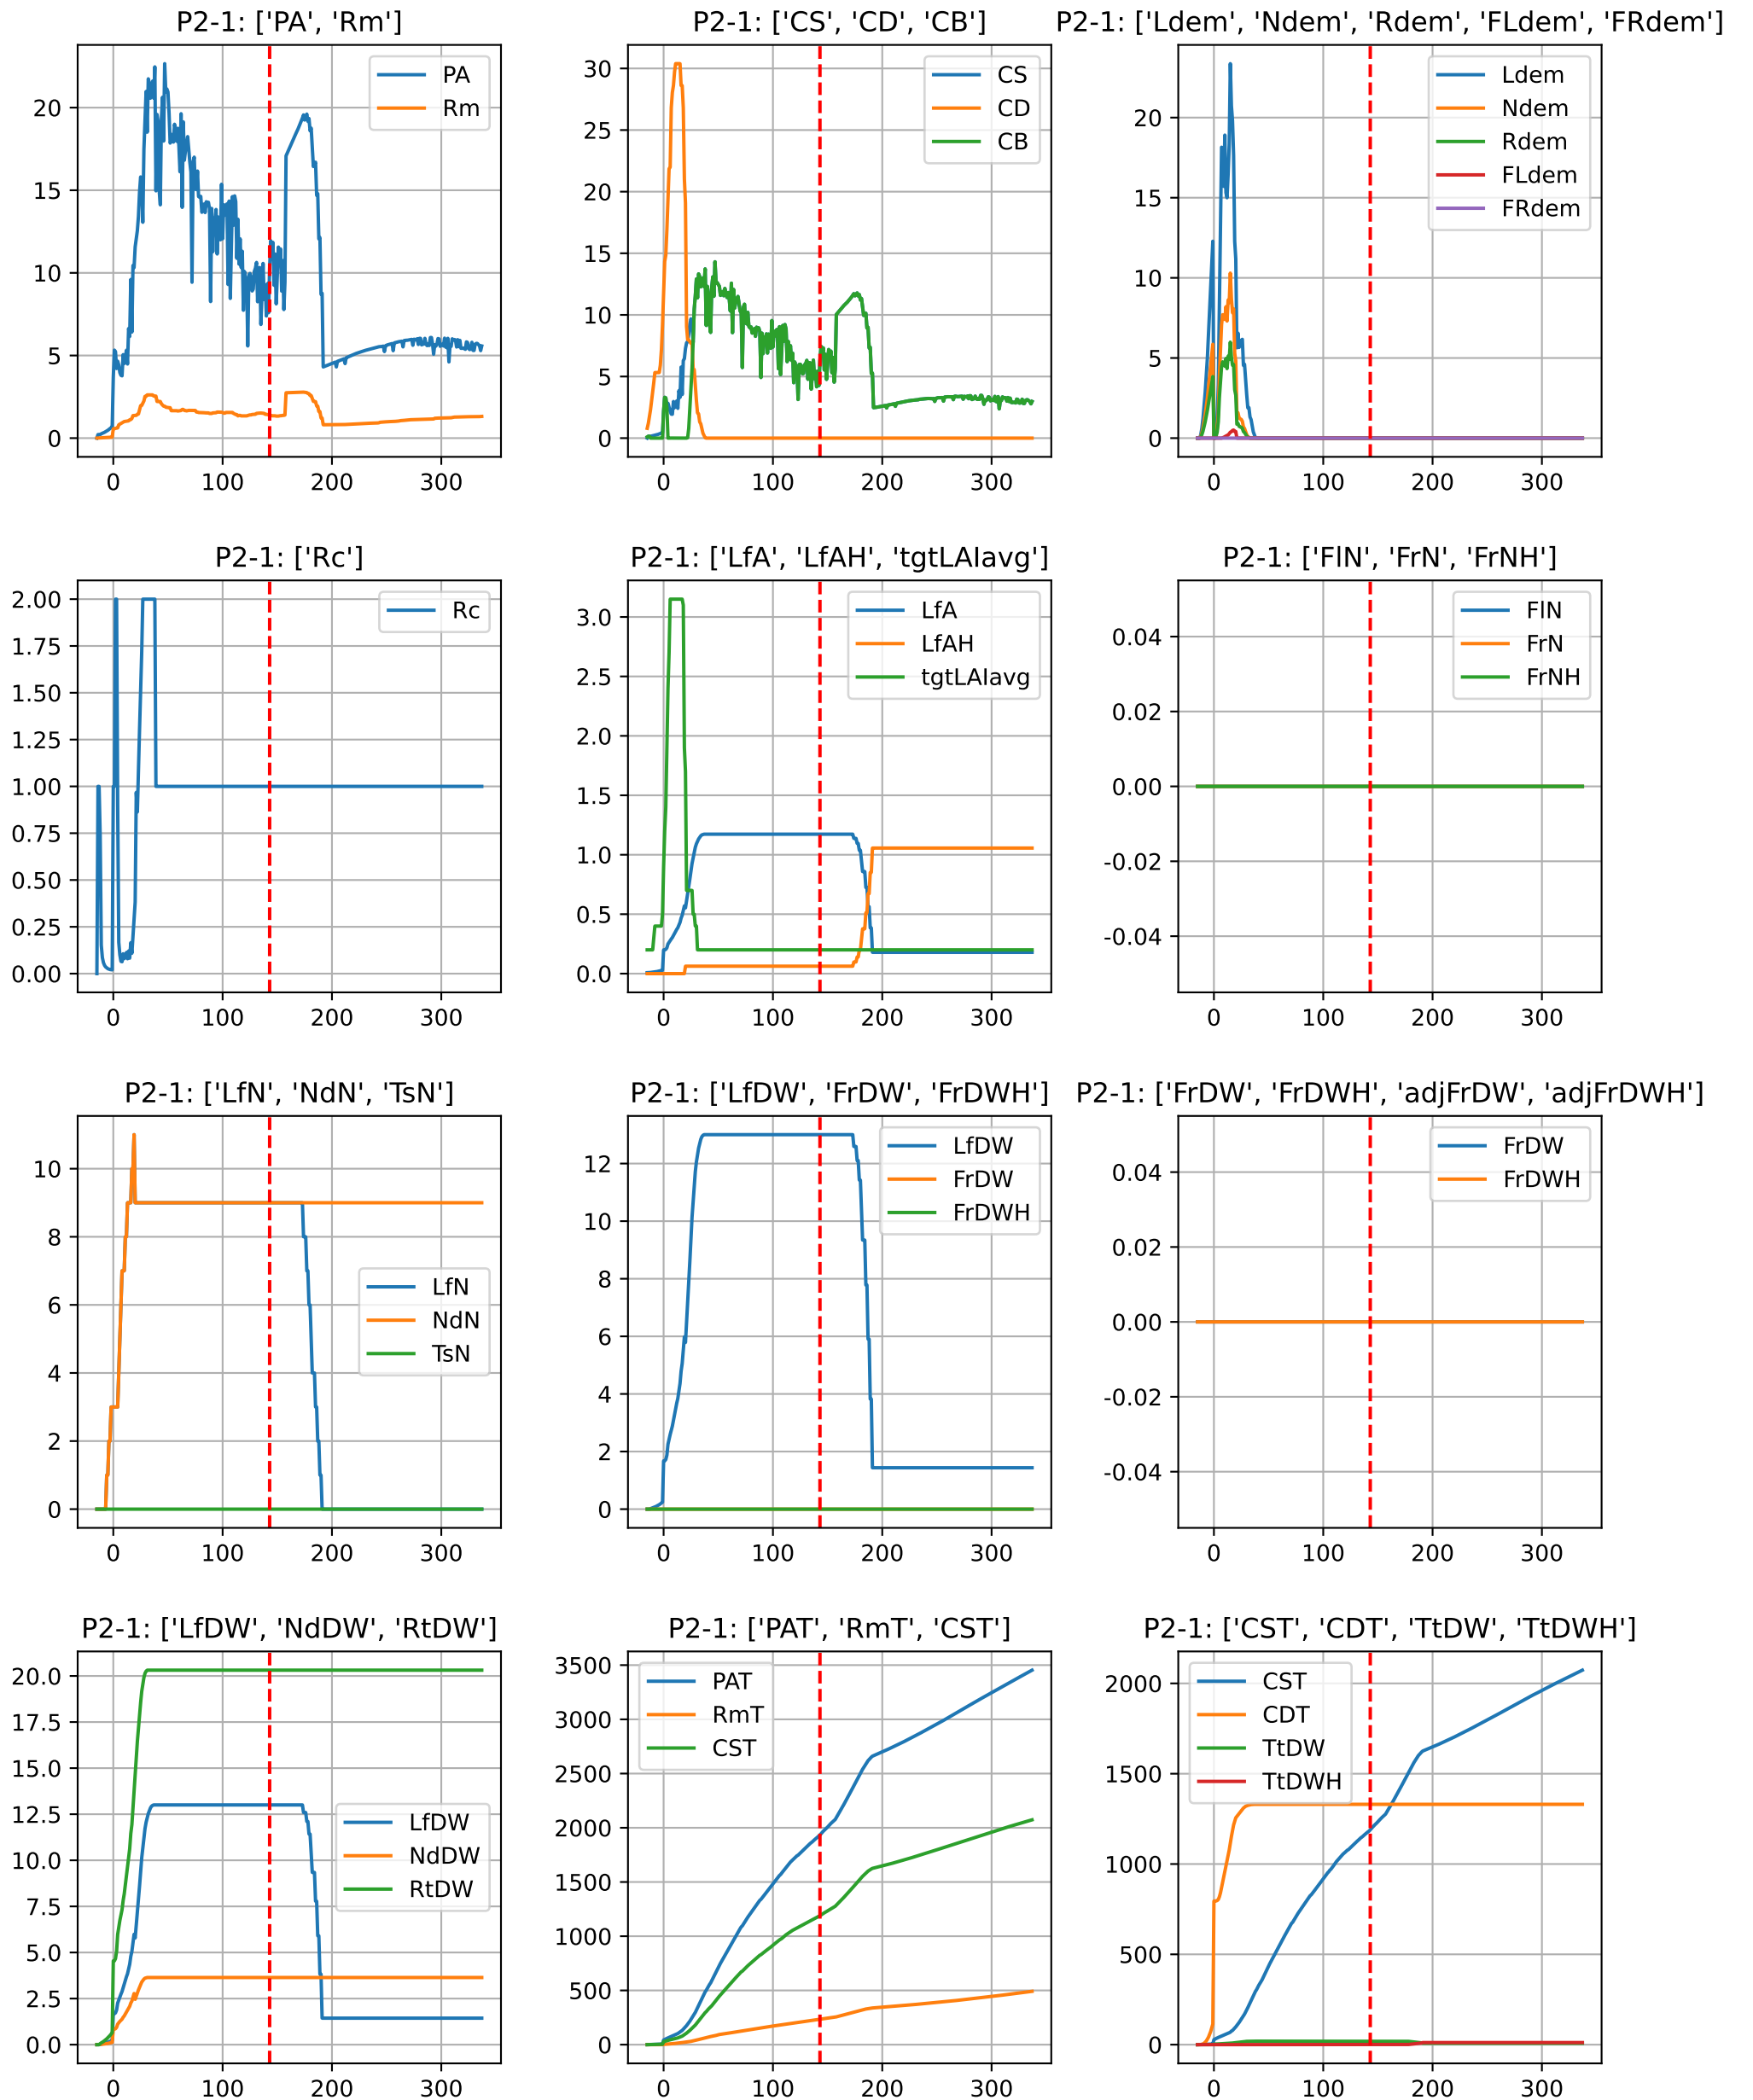 P2-1: ['PA', 'Rm']
PA
Rm
20
15
10
5
0
0 100 200 300
P2-1: ['CS', 'CD', 'CB']
CS
CD
CB
30
25
20
15
10
5
0
0 100 200 300
P2-1: ['Ldem', 'Ndem', 'Rdem', 'FLdem', 'FRdem']
Ldem
Ndem
Rdem
FLdem
FRdem
20
15
10
5
0
0 100 200 300
P2-1: ['Rc']
Rc
2.00
1.75
1.50
1.25
1.00
0.75
0.50
0.25
0.00
0 100 200 300
P2-1: ['LfA', 'LfAH', 'tgtLAIavg']
LfA
LfAH
tgtLAIavg
3.0
2.5
2.0
1.5
1.0
0.5
0.0
0 100 200 300
P2-1: ['FlN', 'FrN', 'FrNH']
FlN
FrN
FrNH
0.04
0.02
0.00
-0.02
-0.04
0 100 200 300
P2-1: ['LfN', 'NdN', 'TsN']
LfN
NdN
TsN
10
8
6
4
2
0
0 100 200 300
P2-1: ['LfDW', 'FrDW', 'FrDWH']
LfDW
FrDW
FrDWH
12
10
8
6
4
2
0
0 100 200 300
P2-1: ['FrDW', 'FrDWH', 'adjFrDW', 'adjFrDWH']
FrDW
FrDWH
0.04
0.02
0.00
-0.02
-0.04
0 100 200 300
P2-1: ['LfDW', 'NdDW', 'RtDW']
LfDW
NdDW
RtDW
20.0
17.5
15.0
12.5
10.0
7.5
5.0
2.5
0.0
0 100 200 300
P2-1: ['PAT', 'RmT', 'CST']
PAT
RmT
CST
3500
3000
2500
2000
1500
1000
500
0
0 100 200 300
P2-1: ['CST', 'CDT', 'TtDW', 'TtDWH']
CST
CDT
TtDW
TtDWH
2000
1500
1000
500
0
0 100 200 300